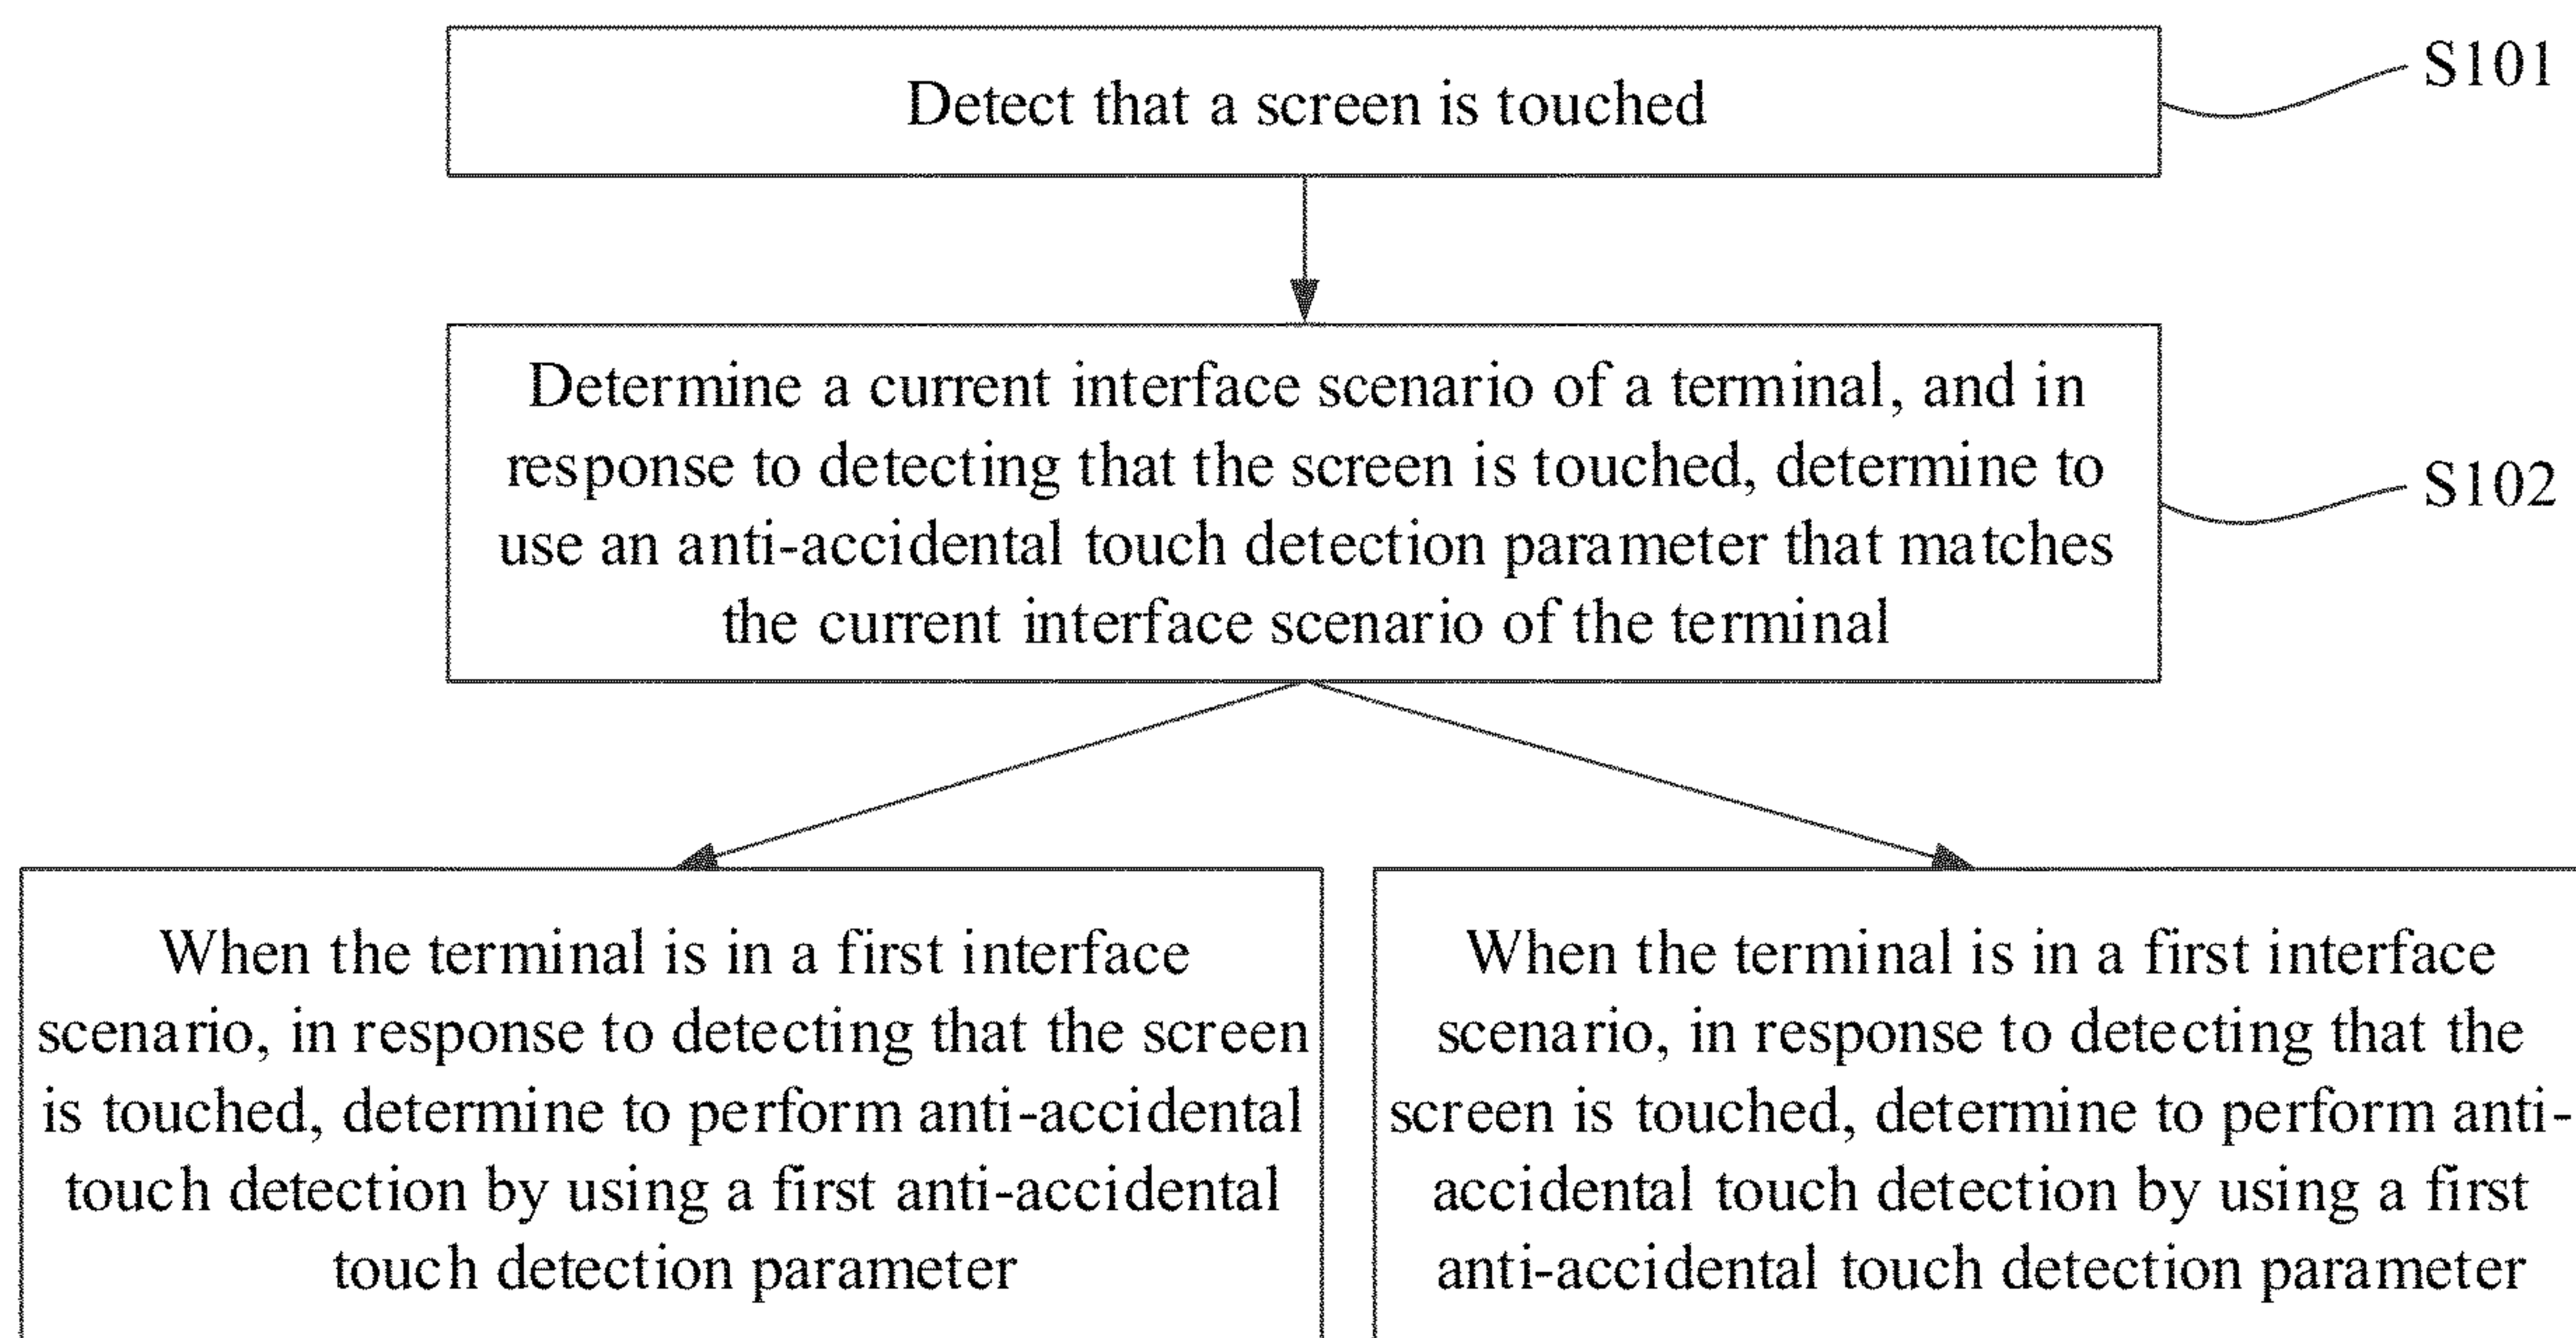 Detect that a screen is touched
S101
Determine a current interface scenario of a terminal, and in
response to detecting that the screen is touched, determine to
use an anti-accidental touch detection parameter that matches
the current interface scenario of the terminal
S102
When the terminal is in a first interface
scenario, in response to detecting that the screen
is touched, determine to perform anti-accidental
touch detection by using a first anti-accidental
touch detection parameter
When the terminal is in a first interface
scenario, in response to detecting that the
screen is touched, determine to perform anti-
accidental touch detection by using a first
anti-accidental touch detection parameter